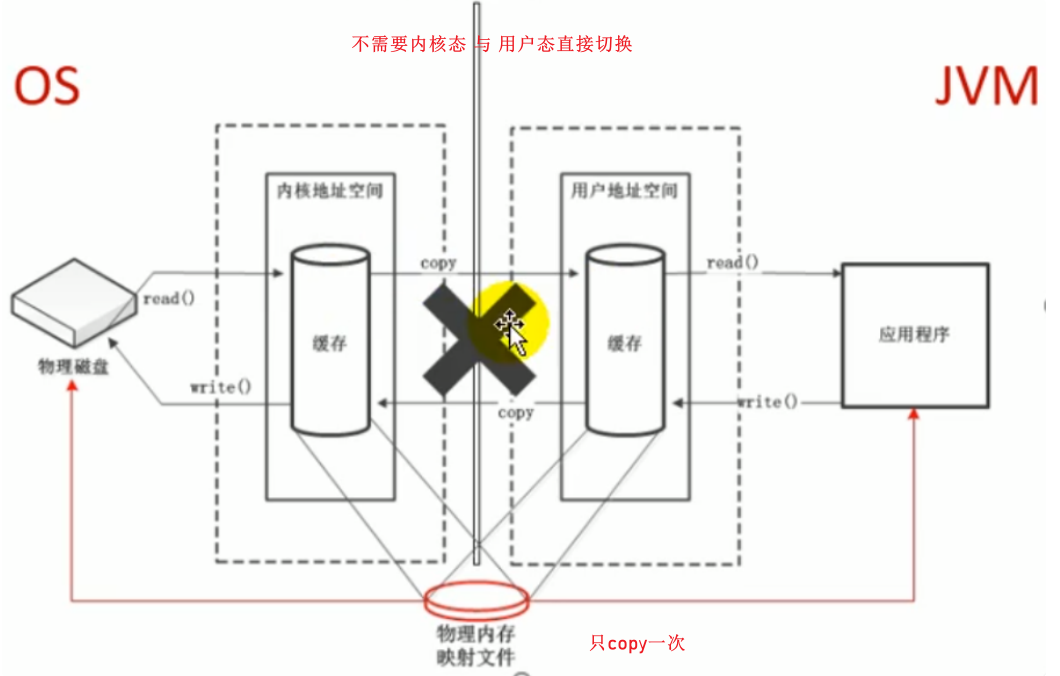 不需要内核态 与 用户态直接切换
OS
JVM
内核地址空间
用户地址空间
copy
read()
read()
缓存
缓存
应用程序
物理磁盘
write()
copy
write()
物理内存
映射文件
只copy一次